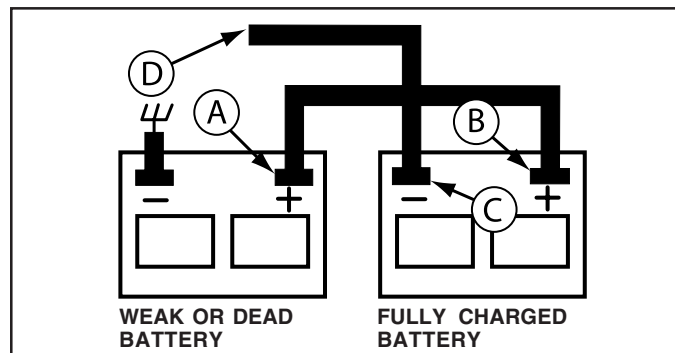 D
A
B
C
− +
− +
WEAK OR DEAD
BATTERY
FULLY CHARGED
BATTERY